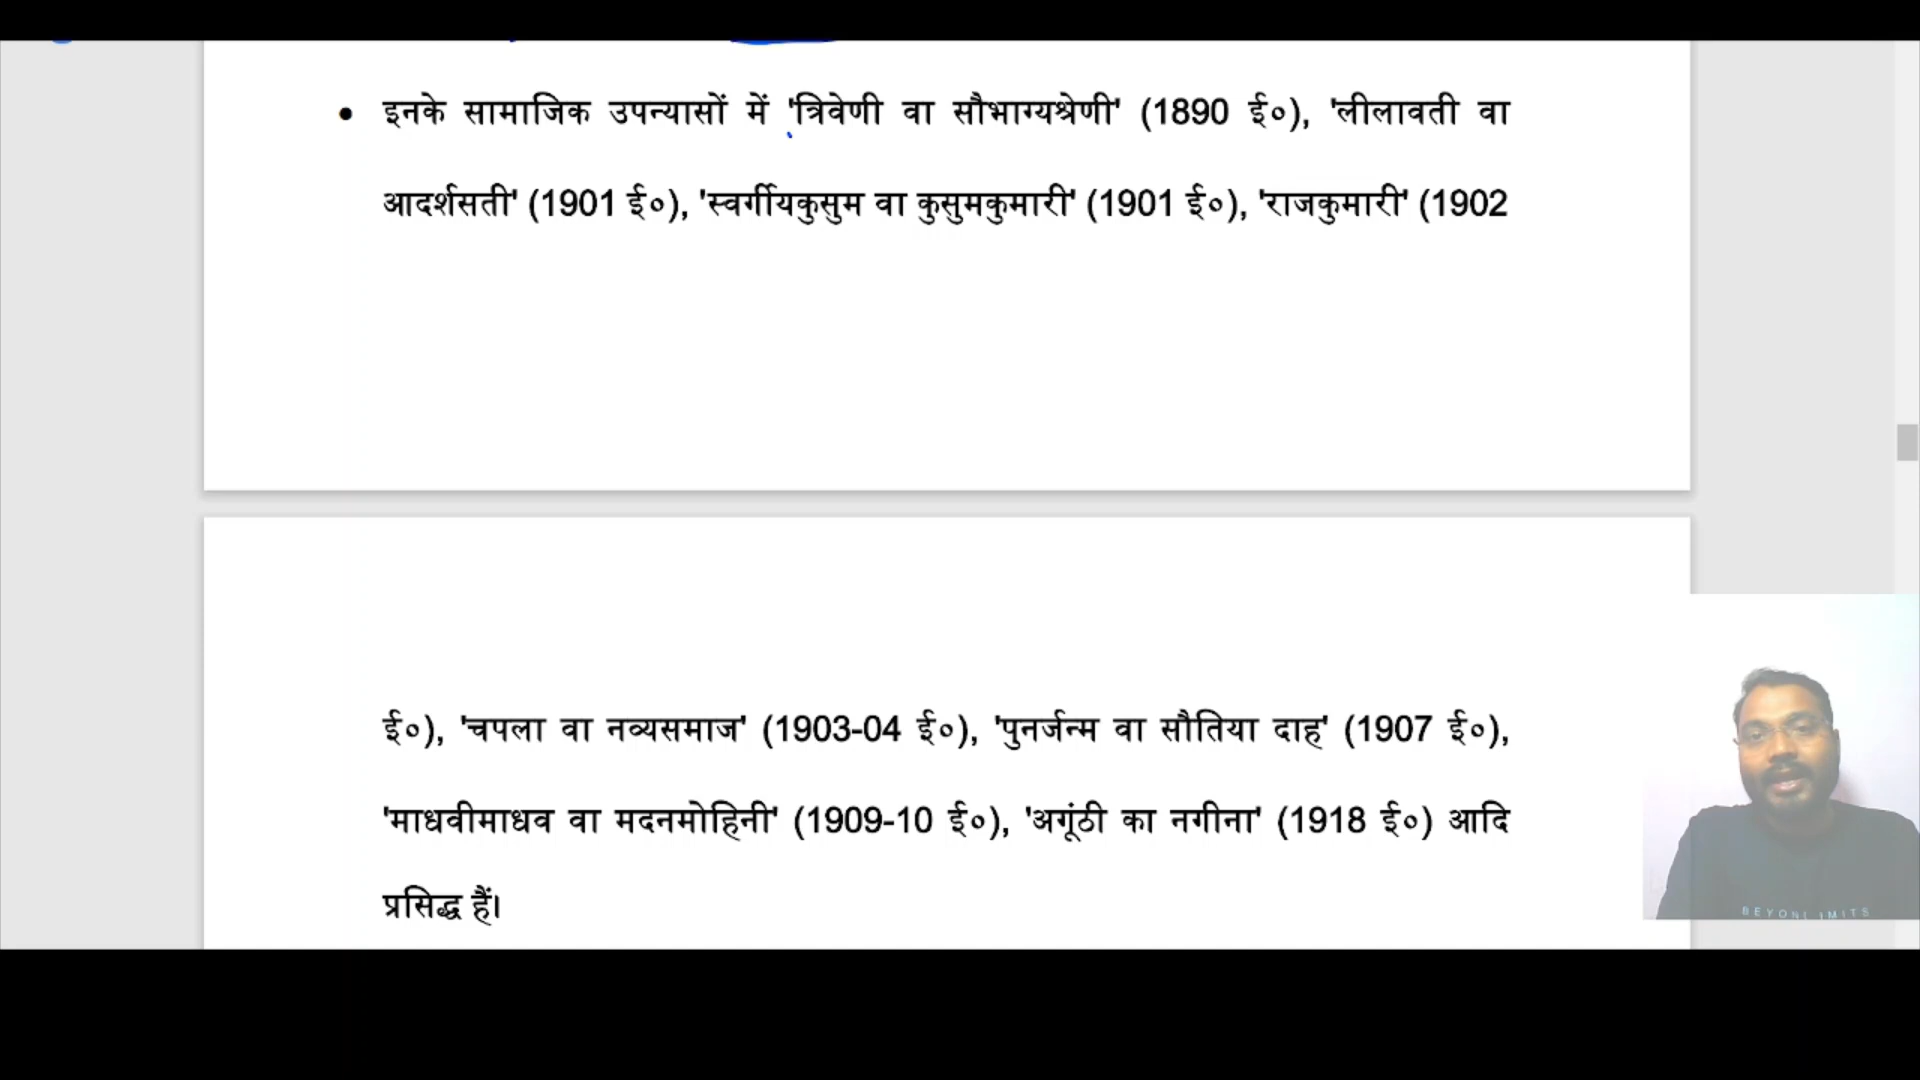 • इनके सामाजिक उपन्यासों में 'त्रिवेणी वा सौभाग्यश्रेणी' (1890 ई०), 'लीलावती वा
आदर्शसती' (1901 ई०), 'स्वर्गीयकुसुम वा कुसुमकुमारी' (1901 ई०), 'राजकुमारी' (1902
ई०), 'चपला वा नव्यसमाज' (1903-04 ई०), 'पुनर्जन्म वा सौतिया दाह' (1907 ई०),
'माधवीमाधव वा मदनमोहिनी' (1909-10 ई०), 'अगूंठी का नगीना' (1918 ई०) आदि
प्रसिद्ध हैं।